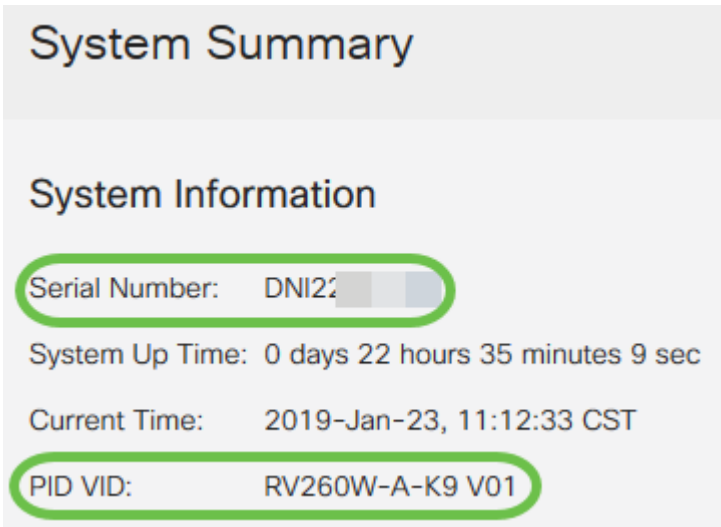 System Summary
System Information
Serial Number: DNI22
System Up Time: 0 days 22 hours 35 minutes 9 sec
Current Time: 2019-Jan-23, 11:12:33 CST
PID VID: RV260W-A-K9 V01